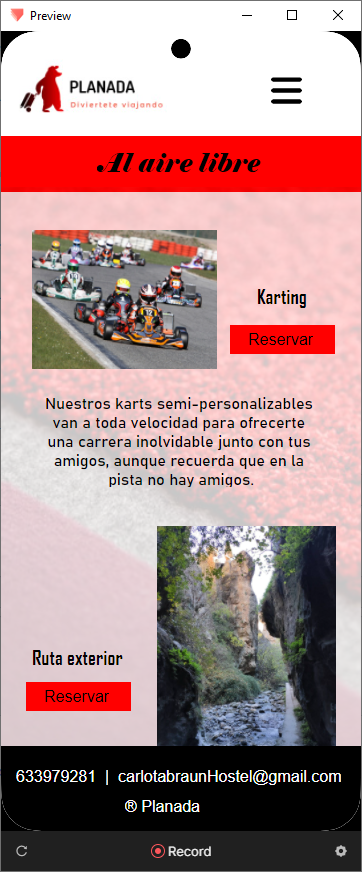 Preview
PLANADA
Diviertete viajando
Al aire libre
Karting
Reservar
Nuestros karts semi-personalizables
van a toda velocidad para ofrecerte
una carrera inolvidable junto con tus
amigos, aunque recuerda que en la
pista no hay amigos.
Ruta exterior
Reservar
633979281 | carlotabraunHostel@gmail.com
® Planada
Record